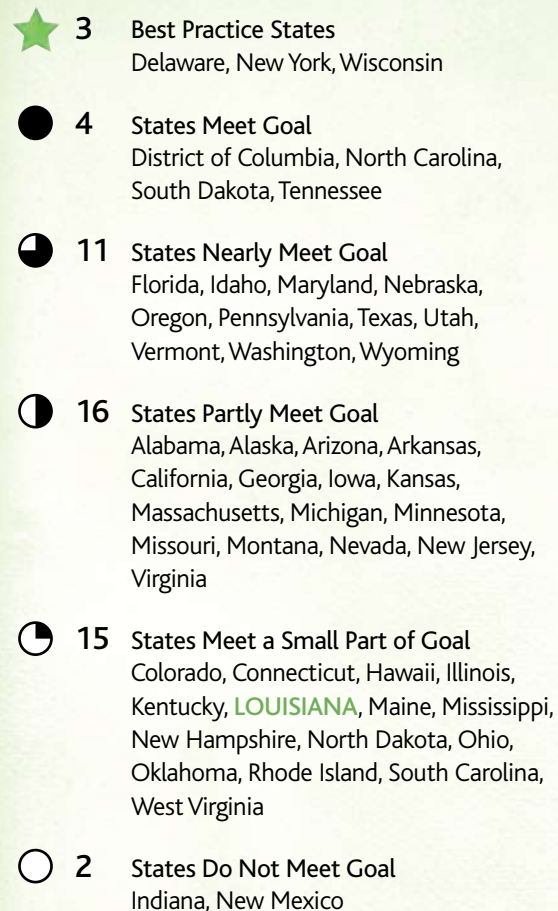 3 Best Practice States
Delaware, New York, Wisconsin
4 States Meet Goal
District of Columbia, North Carolina,
South Dakota, Tennessee
11 States Nearly Meet Goal
Florida, Idaho, Maryland, Nebraska,
Oregon, Pennsylvania, Texas, Utah,
Vermont, Washington, Wyoming
16 States Partly Meet Goal
Alabama, Alaska, Arizona, Arkansas,
California, Georgia, Iowa, Kansas,
Massachusetts, Michigan, Minnesota,
Missouri, Montana, Nevada, New Jersey,
Virginia
15 States Meet a Small Part of Goal
Colorado, Connecticut, Hawaii, Illinois,
Kentucky, LOUISIANA, Maine, Mississippi,
New Hampshire, North Dakota, Ohio,
Oklahoma, Rhode Island, South Carolina,
West Virginia
2 States Do Not Meet Goal
Indiana, New Mexico